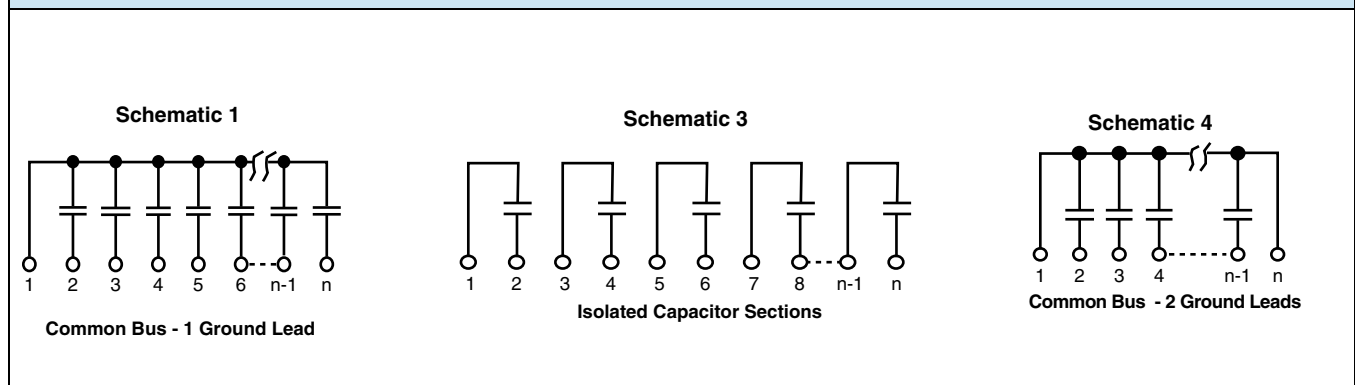 Schematic 1
1 2 3 4 5 6 n-1 n
Common Bus - 1 Ground Lead
Schematic 3
1 2 3 4 5 6 7 8 n-1 n
Isolated Capacitor Sections
Schematic 4
1 2 3 4 n-1 n
Common Bus - 2 Ground Leads